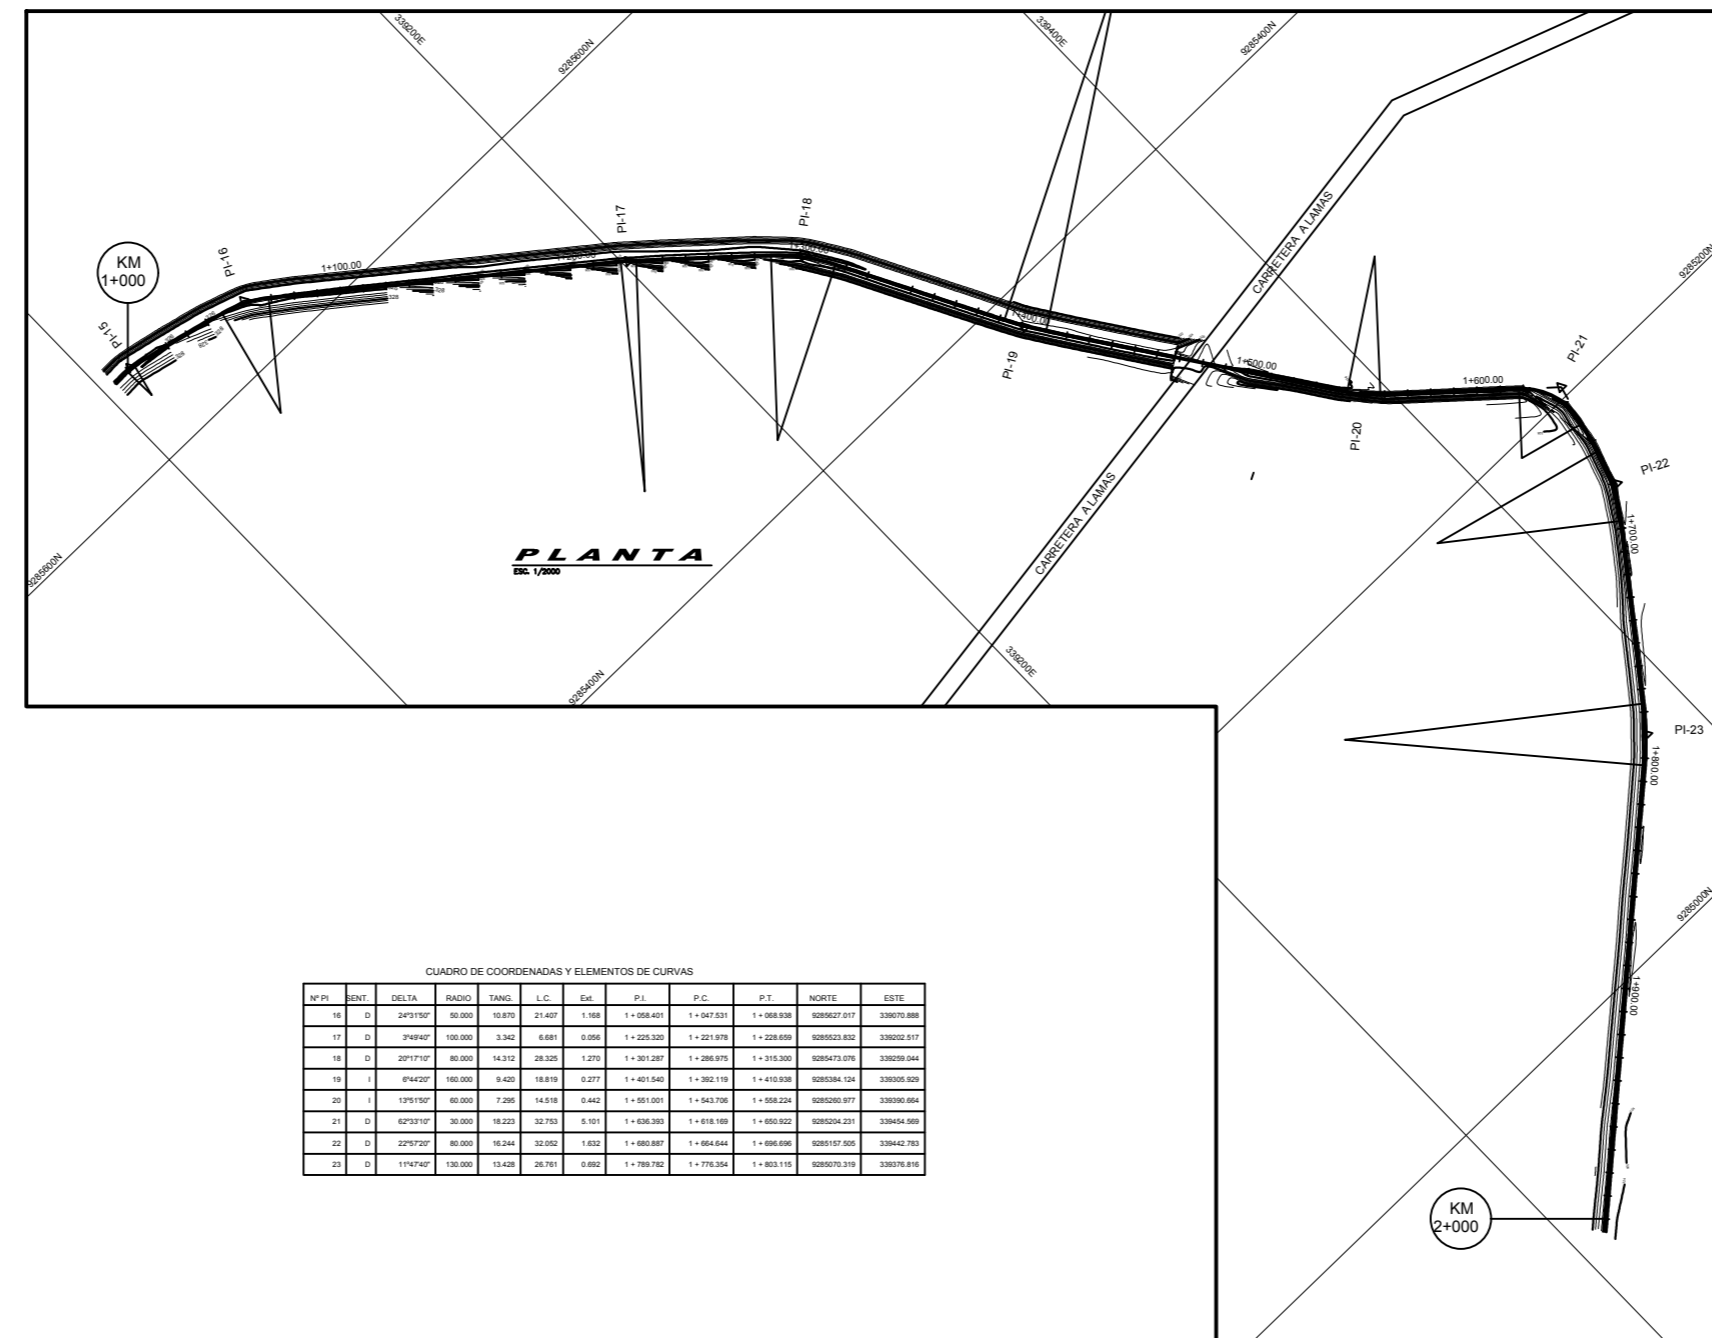 339200E
9285600N
339400E
9285400N
CARRETERA A LAMAS
9285200N
KM
1+000
PI-15
PI-16
1+100.00
PI-17
PI-18
1+300.00
1+400.00
PI-19
1+500.00
PI-20
1+600.00
PI-21
PI-22
1+700.00
CARRETERA A LAMAS
PLANTA
ESC. 1/2000
9285600N
9285400N
339200E
PI-23
1+800.00
9285000N
1+900.00
KM
2+000
CUADRO DE COORDENADAS Y ELEMENTOS DE CURVAS
N° PI SENT. DELTA RADIO TANG. L.C. Ext. P.I. P.C. P.T. NORTE ESTE
16 D 24°31'50" 50.000 10.870 21.407 1.168 1 + 058.401 1 + 047.531 1 + 068.938 9285627.017 339070.888
17 D 3°49'40" 100.000 3.342 6.681 0.056 1 + 225.320 1 + 221.978 1 + 228.659 9285523.832 339202.517
18 D 20°17'10" 80.000 14.312 28.325 1.270 1 + 301.287 1 + 286.975 1 + 315.300 9285473.076 339259.044
19 I 6°44'20" 160.000 9.420 18.819 0.277 1 + 401.540 1 + 392.119 1 + 410.938 9285384.124 339305.929
20 I 13°51'50" 60.000 7.295 14.518 0.442 1 + 551.001 1 + 543.706 1 + 558.224 9285260.977 339390.664
21 D 62°33'10" 30.000 18.223 32.753 5.101 1 + 636.393 1 + 618.169 1 + 650.922 9285204.231 339454.569
22 D 22°57'20" 80.000 16.244 32.052 1.632 1 + 680.887 1 + 664.644 1 + 696.696 9285157.505 339442.783
23 D 11°47'40" 130.000 13.428 26.761 0.692 1 + 789.782 1 + 776.354 1 + 803.115 9285070.319 339376.816